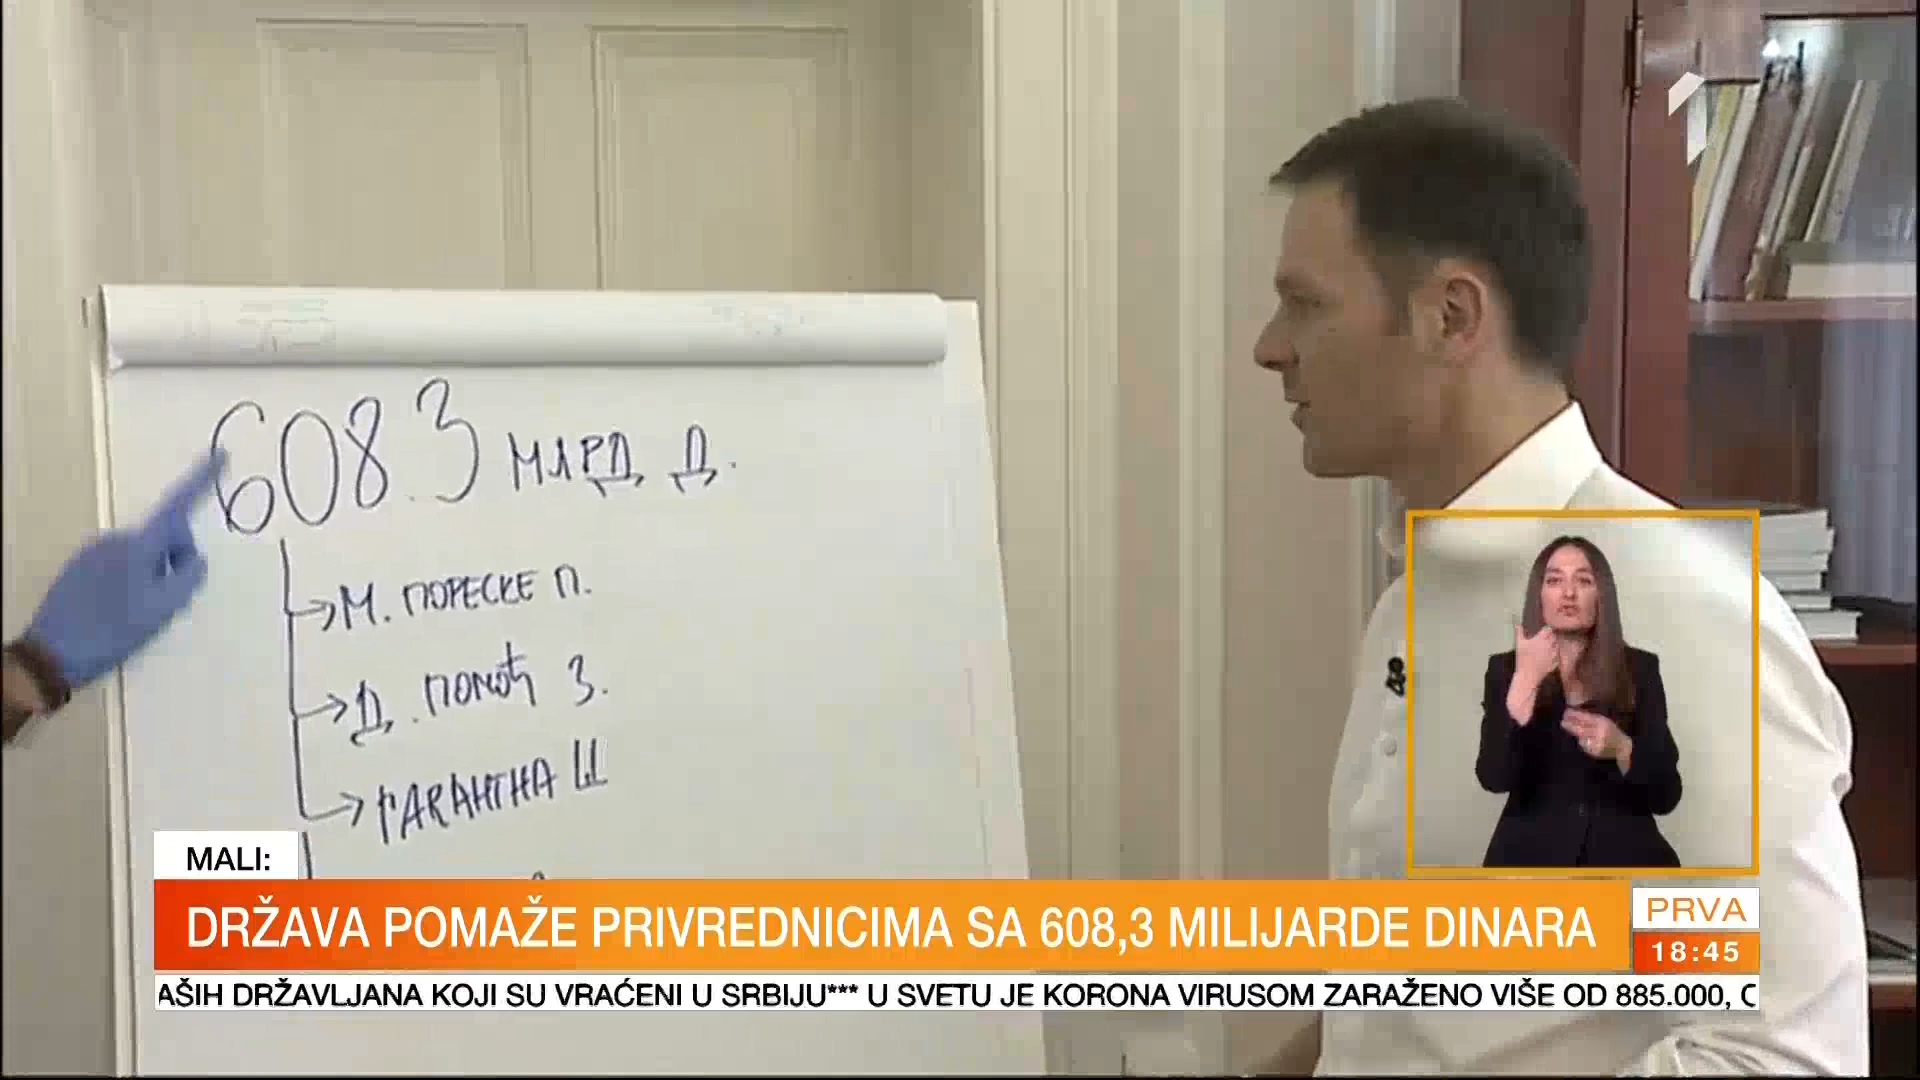 608.3 МЛРД Д.
М. ПОРЕСКЕ П.
Д. ПОМОЋ З.
ГАРАНТНА Ш
MALI:
DRŽAVA POMAŽE PRIVREDNICIMA SA 608,3 MILIJARDE DINARA
PRVA
18:45
AŠIH DRŽAVLJANA KOJI SU VRAĆENI U SRBIJU*** U SVETU JE KORONA VIRUSOM ZARAŽENO VIŠE OD 885.000,